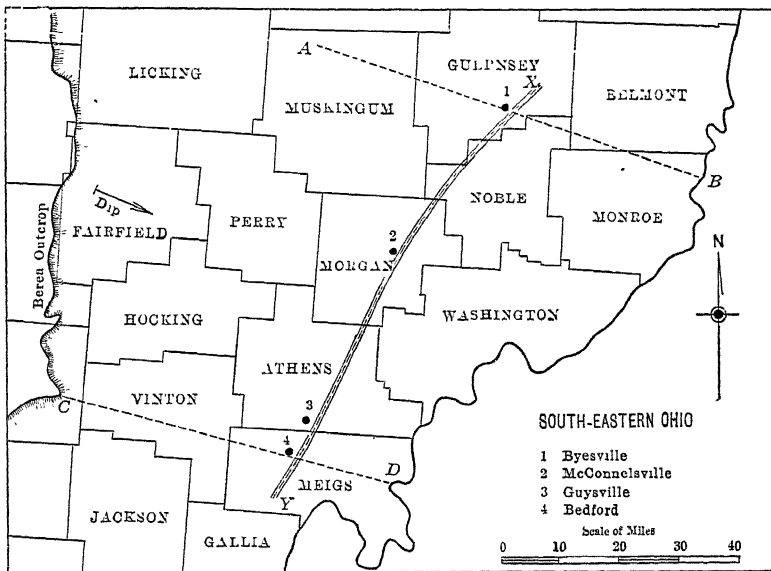 A
LICKING
GUERNSEY
X
1
BELMONT
MUSKINGUM
B
Dip
NOBLE
FAIRFIELD
PERRY
2
MONROE
MORGAN
N
Berea Outcrop
HOCKING
WASHINGTON
ATHENS
VINTON
C
3
SOUTH-EASTERN OHIO
4
D
1 Byesville
2 McConnelsville
3 Guysville
4 Bedford
MEIGS
Y
JACKSON
GALLIA
Scale of Miles
0 10 20 30 40